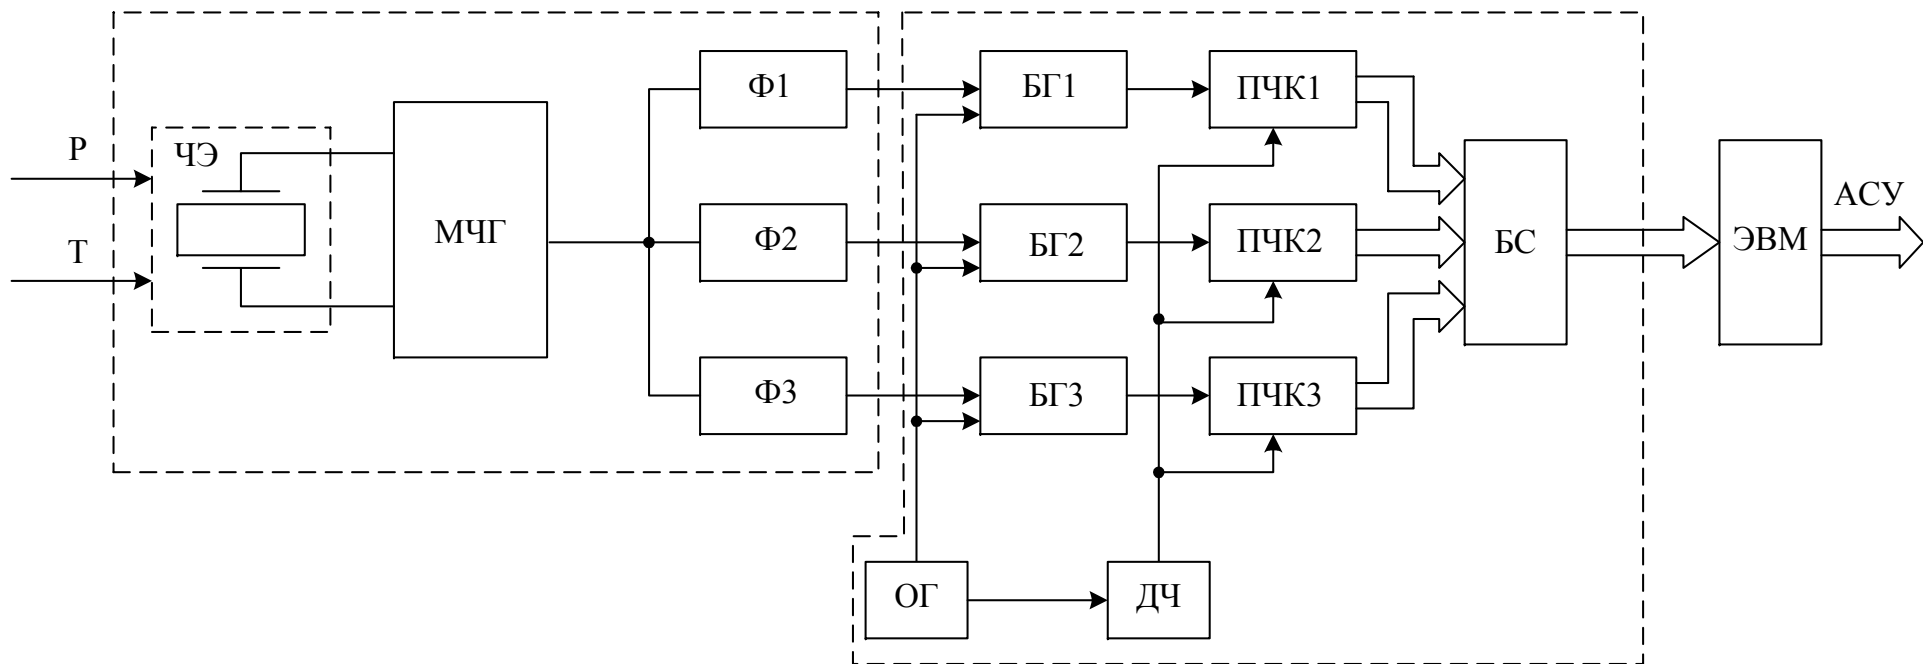 Р
Т
ЧЭ
МЧГ
Ф1
Ф2
Ф3
БГ1
БГ2
БГ3
ПЧК1
ПЧК2
ПЧК3
ОГ
ДЧ
БС
ЭВМ
АСУ